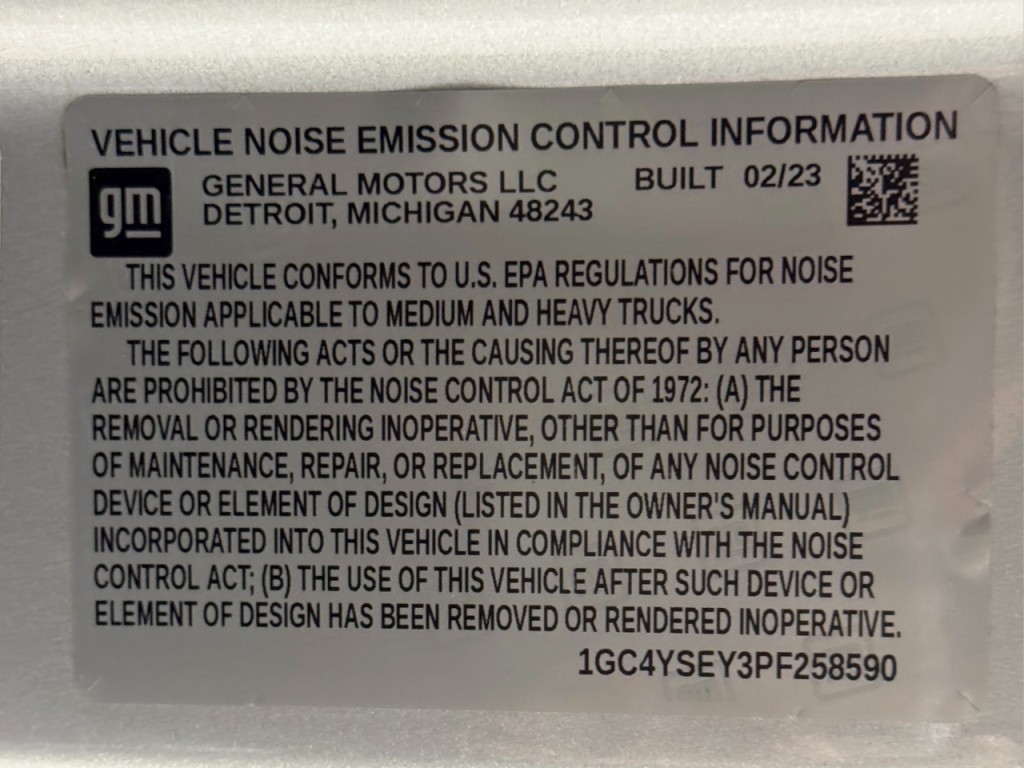 VEHICLE NOISE EMISSION CONTROL INFORMATION
gm
GENERAL MOTORS LLC BUILT 02/23
DETROIT, MICHIGAN 48243
THIS VEHICLE CONFORMS TO U.S. EPA REGULATIONS FOR NOISE
EMISSION APPLICABLE TO MEDIUM AND HEAVY TRUCKS.
THE FOLLOWING ACTS OR THE CAUSING THEREOF BY ANY PERSON
ARE PROHIBITED BY THE NOISE CONTROL ACT OF 1972: (A) THE
REMOVAL OR RENDERING INOPERATIVE, OTHER THAN FOR PURPOSES
OF MAINTENANCE, REPAIR, OR REPLACEMENT, OF ANY NOISE CONTROL
DEVICE OR ELEMENT OF DESIGN (LISTED IN THE OWNER'S MANUAL)
INCORPORATED INTO THIS VEHICLE IN COMPLIANCE WITH THE NOISE
CONTROL ACT; (B) THE USE OF THIS VEHICLE AFTER SUCH DEVICE OR
ELEMENT OF DESIGN HAS BEEN REMOVED OR RENDERED INOPERATIVE.
1GC4YSEY3PF258590